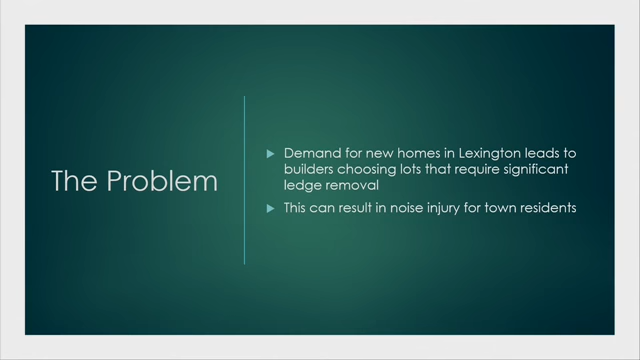 The Problem
Demand for new homes in Lexington leads to
builders choosing lots that require significant
ledge removal
This can result in noise injury for town residents